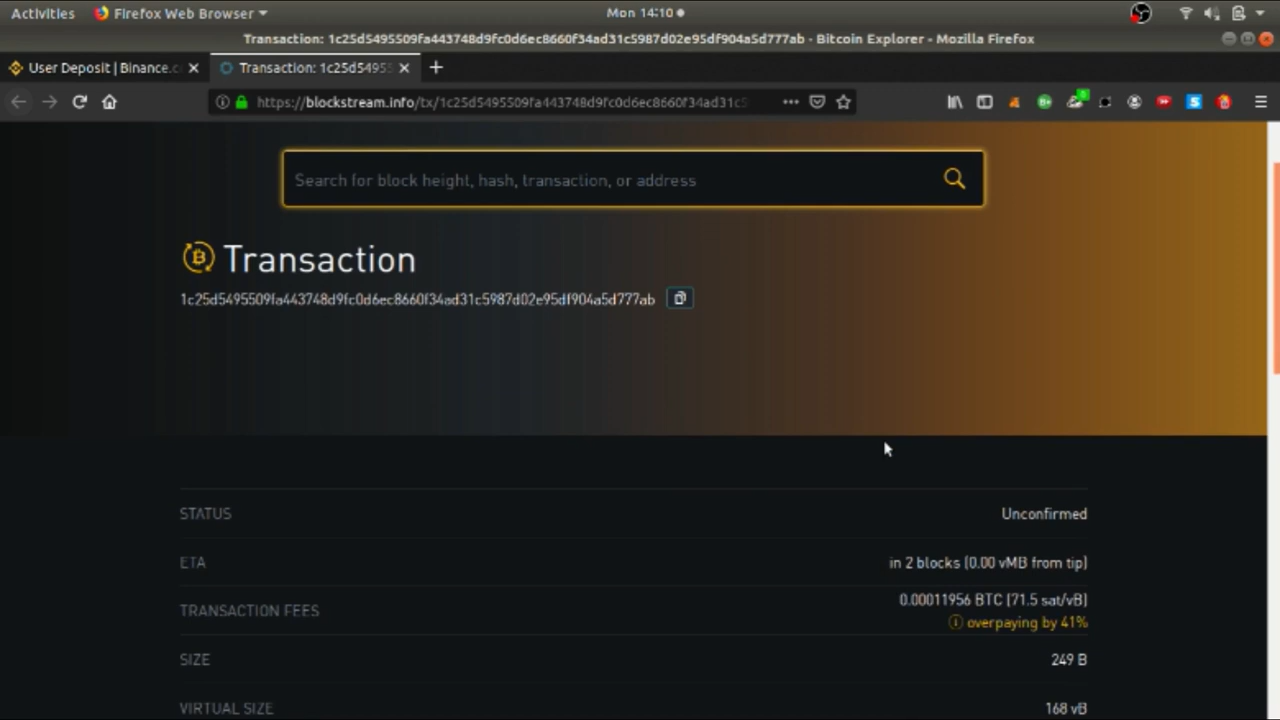 Activities Firefox Web Browser Mon 14:10
Transaction: 1c25d5495509fa443748d9fc0d6ec8660f34ad31c5987d02e95df904a5d777ab - Bitcoin Explorer - Mozilla Firefox
User Deposit | Binance.c Transaction: 1c25d5495
https://blockstream.info/tx/1c25d5495509fa443748d9fc0d6ec8660f34ad31c5
Search for block height, hash, transaction, or address
Transaction
1c25d5495509fa443748d9fc0d6ec8660f34ad31c5987d02e95df904a5d777ab
STATUS Unconfirmed
ETA in 2 blocks (0.00 vMB from tip)
TRANSACTION FEES 0.00011956 BTC (71.5 sat/vB)
overpaying by 41%
SIZE 249 B
VIRTUAL SIZE 168 vB